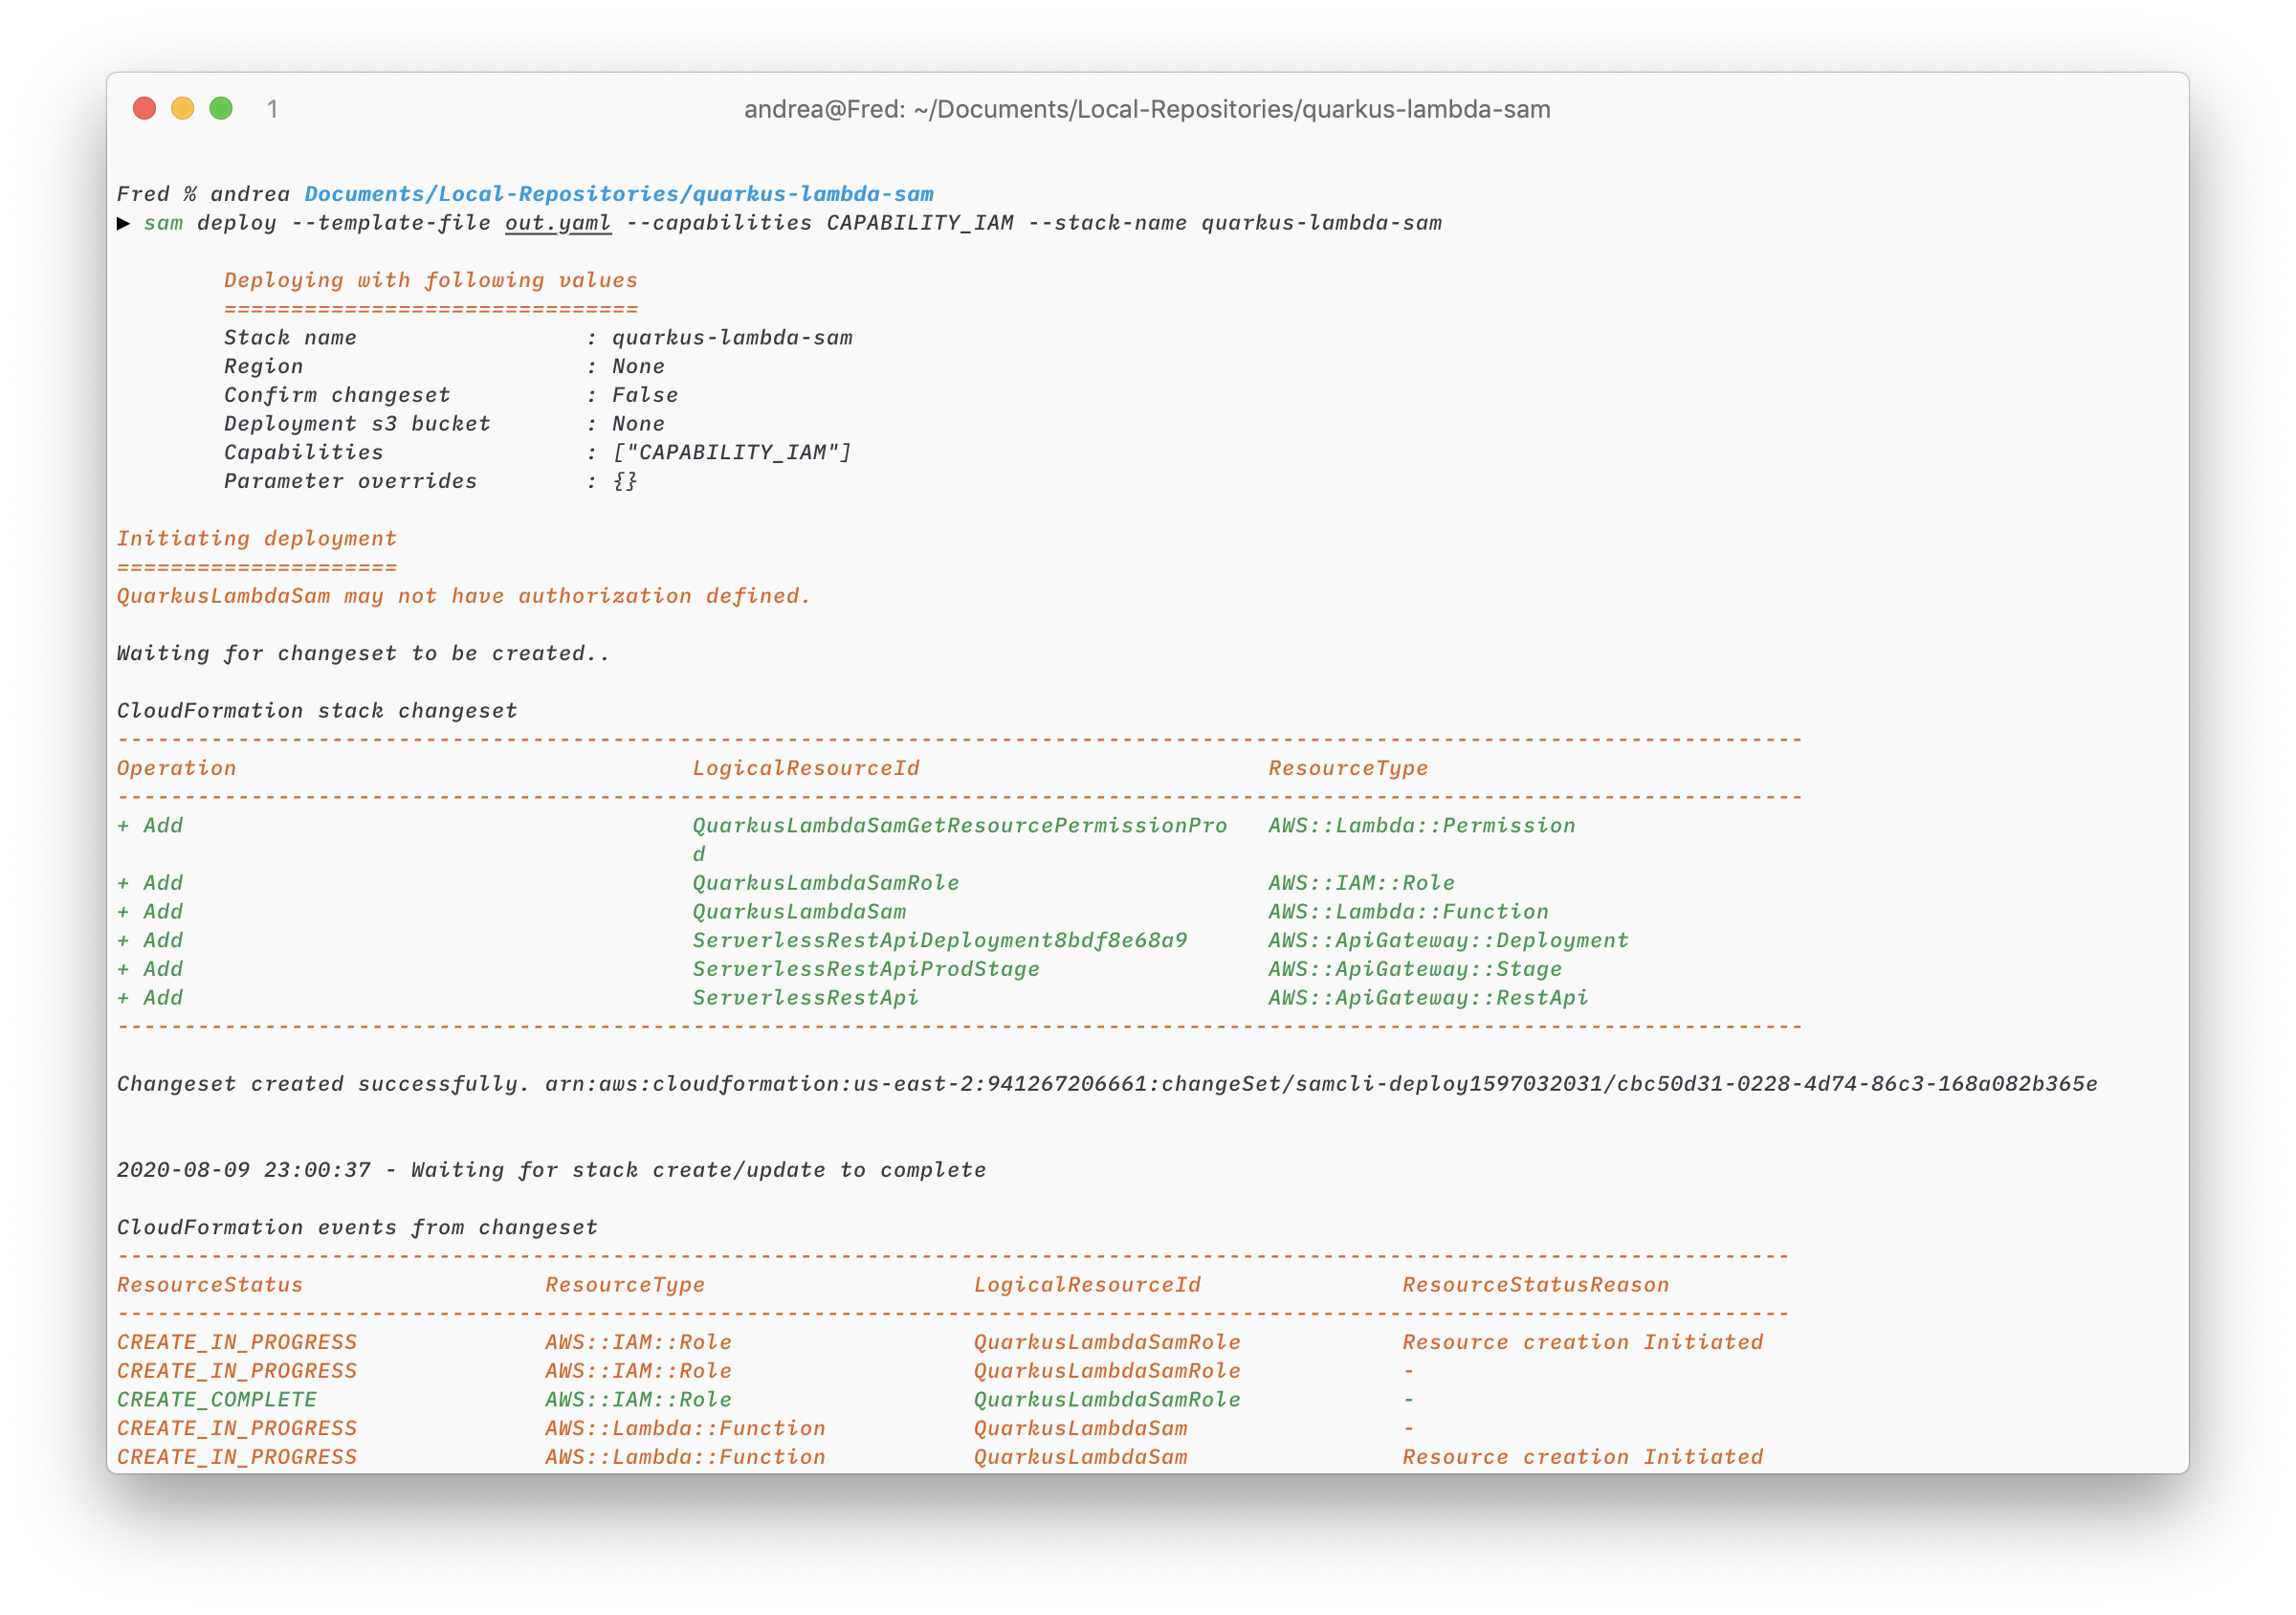 1 andrea@Fred: ~/Documents/Local-Repositories/quarkus-lambda-sam
Fred % andrea Documents/Local-Repositories/quarkus-lambda-sam
▶ sam deploy --template-file out.yaml --capabilities CAPABILITY_IAM --stack-name quarkus-lambda-sam
Deploying with following values
===============================
Stack name : quarkus-lambda-sam
Region : None
Confirm changeset : False
Deployment s3 bucket : None
Capabilities : ["CAPABILITY_IAM"]
Parameter overrides : {}
Initiating deployment
=====================
QuarkusLambdaSam may not have authorization defined.
Waiting for changeset to be created..
CloudFormation stack changeset
------------------------------------------------------------------------------------------------------------------------------
Operation LogicalResourceId ResourceType
------------------------------------------------------------------------------------------------------------------------------
+ Add QuarkusLambdaSamGetResourcePermissionPro AWS::Lambda::Permission
d
+ Add QuarkusLambdaSamRole AWS::IAM::Role
+ Add QuarkusLambdaSam AWS::Lambda::Function
+ Add ServerlessRestApiDeployment8bdf8e68a9 AWS::ApiGateway::Deployment
+ Add ServerlessRestApiProdStage AWS::ApiGateway::Stage
+ Add ServerlessRestApi AWS::ApiGateway::RestApi
------------------------------------------------------------------------------------------------------------------------------
Changeset created successfully. arn:aws:cloudformation:us-east-2:941267206661:changeSet/samcli-deploy1597032031/cbc50d31-0228-4d74-86c3-168a082b365e
2020-08-09 23:00:37 - Waiting for stack create/update to complete
CloudFormation events from changeset
-----------------------------------------------------------------------------------------------------------------------------
ResourceStatus ResourceType LogicalResourceId ResourceStatusReason
-----------------------------------------------------------------------------------------------------------------------------
CREATE_IN_PROGRESS AWS::IAM::Role QuarkusLambdaSamRole Resource creation Initiated
CREATE_IN_PROGRESS AWS::IAM::Role QuarkusLambdaSamRole -
CREATE_COMPLETE AWS::IAM::Role QuarkusLambdaSamRole -
CREATE_IN_PROGRESS AWS::Lambda::Function QuarkusLambdaSam -
CREATE_IN_PROGRESS AWS::Lambda::Function QuarkusLambdaSam Resource creation Initiated